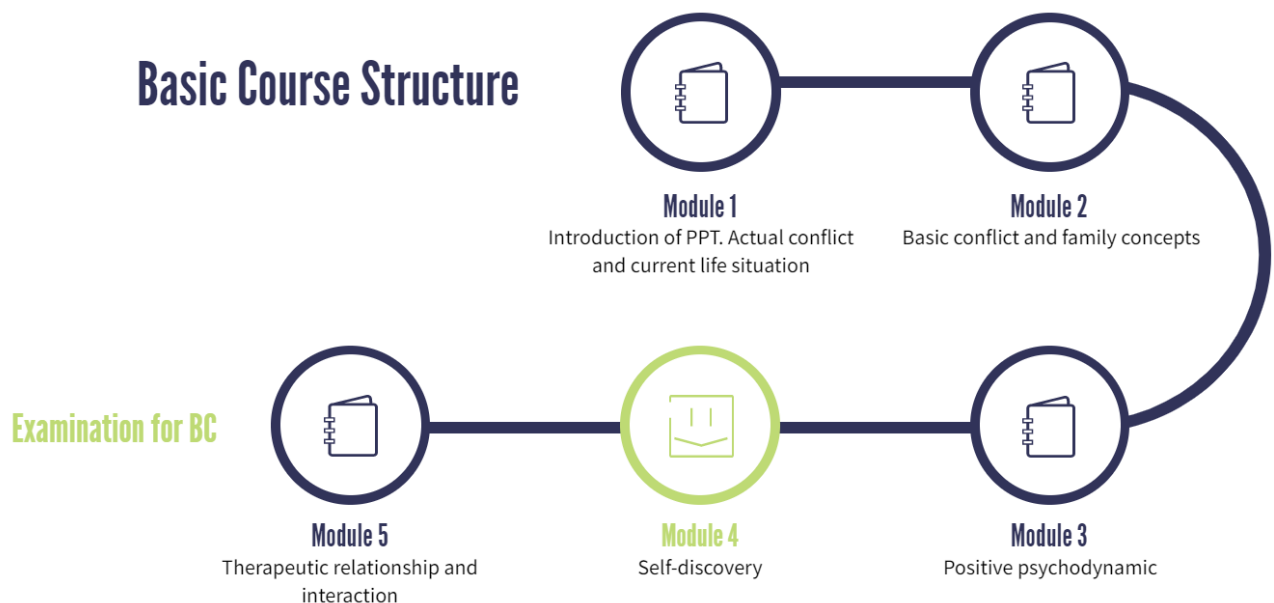 Basic Course Structure
Module 1
Introduction of PPT. Actual conflict
and current life situation
Module 2
Basic conflict and family concepts
Module 3
Positive psychodynamic
Module 4
Self-discovery
Module 5
Therapeutic relationship and
interaction
Examination for BC